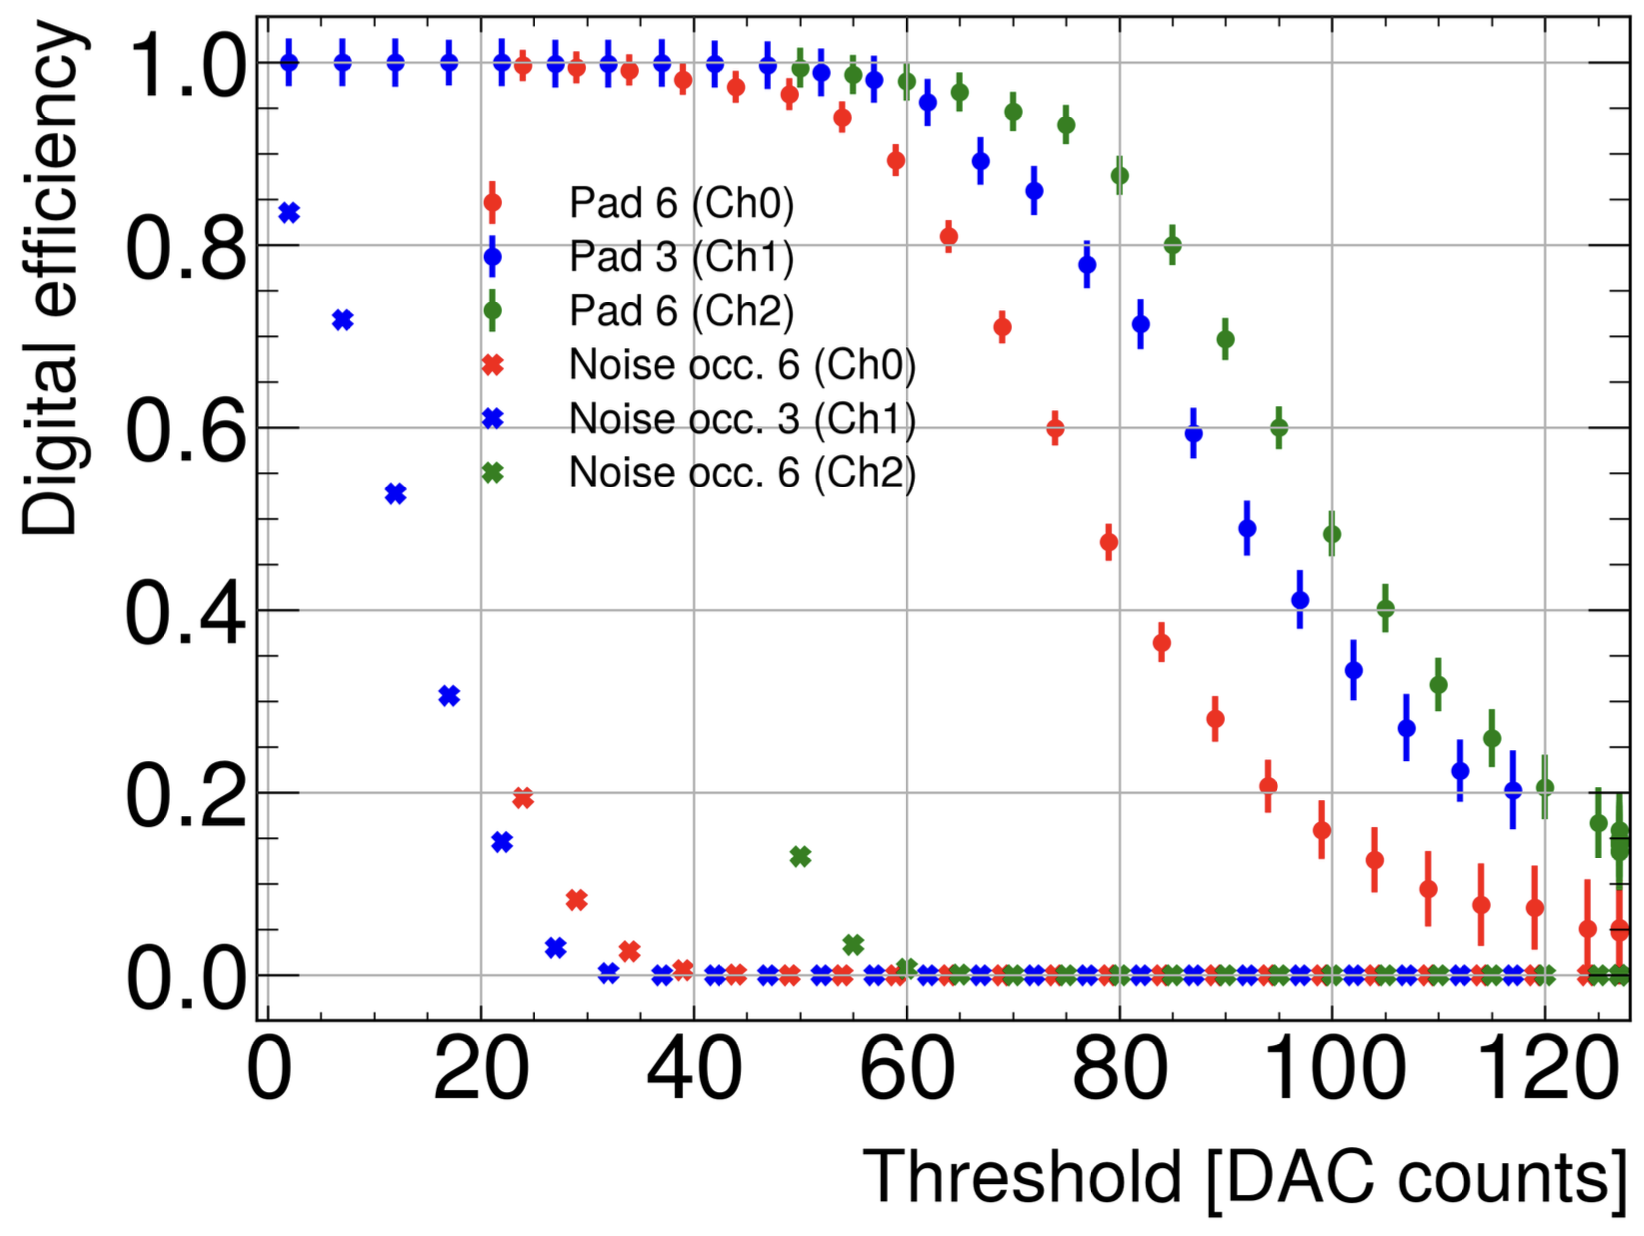 Digital efficiency
1.0
0.8
0.6
0.4
0.2
0.0
Pad 6 (Ch0)
Pad 3 (Ch1)
Pad 6 (Ch2)
Noise occ. 6 (Ch0)
Noise occ. 3 (Ch1)
Noise occ. 6 (Ch2)
0 20 40 60 80 100 120
Threshold [DAC counts]